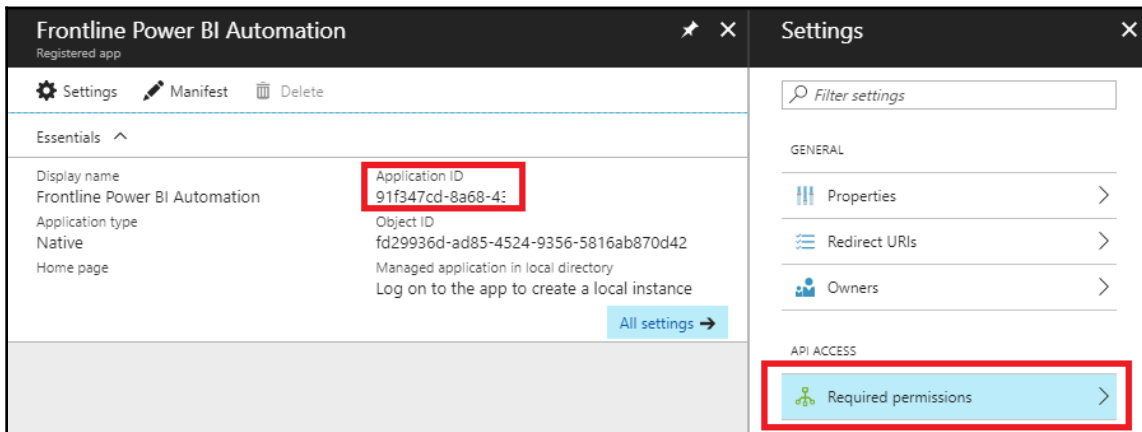 Frontline Power BI Automation
Registered app
Settings
Manifest
Delete
Essentials
Display name
Frontline Power BI Automation
Application type
Native
Home page
Application ID
91f347cd-8a68-43
Object ID
fd29936d-ad85-4524-9356-5816ab870d42
Managed application in local directory
Log on to the app to create a local instance
All settings
Settings
Filter settings
GENERAL
Properties
Redirect URIs
Owners
API ACCESS
Required permissions